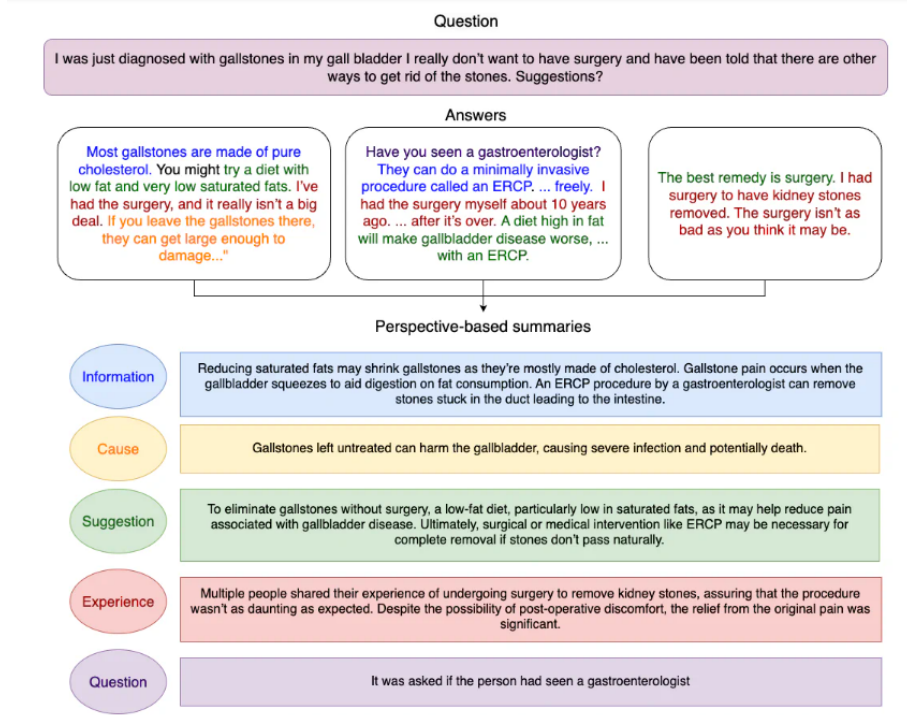 Question
I was just diagnosed with gallstones in my gall bladder I really don't want to have surgery and have been told that there are other
ways to get rid of the stones. Suggestions?
Answers
Most gallstones are made of pure
cholesterol. You might try a diet with
low fat and very low saturated fats. I've
had the surgery, and it really isn't a big
deal. If you leave the gallstones there,
they can get large enough to
damage..."
Have you seen a gastroenterologist?
They can do a minimally invasive
procedure called an ERCP. ... freely. I
had the surgery myself about 10 years
ago. ... after it's over. A diet high in fat
will make gallbladder disease worse, ...
with an ERCP.
The best remedy is surgery. I had
surgery to have kidney stones
removed. The surgery isn't as
bad as you think it may be.
Perspective-based summaries
Information
Reducing saturated fats may shrink gallstones as they're mostly made of cholesterol. Gallstone pain occurs when the
gallbladder squeezes to aid digestion on fat consumption. An ERCP procedure by a gastroenterologist can remove
stones stuck in the duct leading to the intestine.
Cause
Gallstones left untreated can harm the gallbladder, causing severe infection and potentially death.
Suggestion
To eliminate gallstones without surgery, a low-fat diet, particularly low in saturated fats, as it may help reduce pain
associated with gallbladder disease. Ultimately, surgical or medical intervention like ERCP may be necessary for
complete removal if stones don't pass naturally.
Experience
Multiple people shared their experience of undergoing surgery to remove kidney stones, assuring that the procedure
wasn't as daunting as expected. Despite the possibility of post-operative discomfort, the relief from the original pain was
significant.
Question
It was asked if the person had seen a gastroenterologist